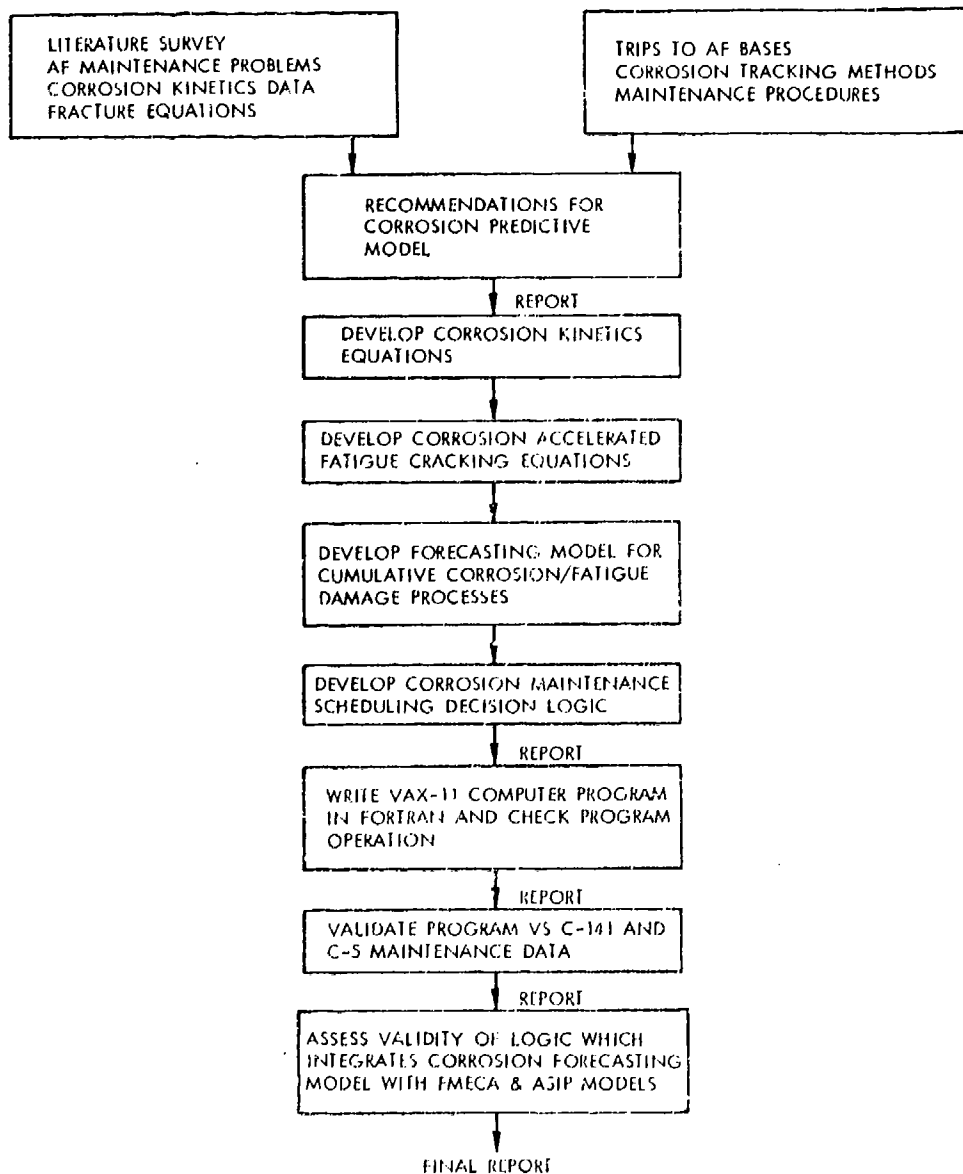 LITERATURE SURVEY
AF MAINTENANCE PROBLEMS
CORROSION KINETICS DATA
FRACTURE EQUATIONS
TRIPS TO AF BASES
CORROSION TRACKING METHODS
MAINTENANCE PROCEDURES
RECOMMENDATIONS FOR
CORROSION PREDICTIVE
MODEL
REPORT
DEVELOP CORROSION KINETICS
EQUATIONS
DEVELOP CORROSION ACCELERATED
FATIGUE CRACKING EQUATIONS
DEVELOP FORECASTING MODEL FOR
CUMULATIVE CORROSION/FATIGUE
DAMAGE PROCESSES
DEVELOP CORROSION MAINTENANCE
SCHEDULING DECISION LOGIC
REPORT
WRITE VAX-11 COMPUTER PROGRAM
IN FORTRAN AND CHECK PROGRAM
OPERATION
REPORT
VALIDATE PROGRAM VS C-141 AND
C-5 MAINTENANCE DATA
REPORT
ASSESS VALIDITY OF LOGIC WHICH
INTEGRATES CORROSION FORECASTING
MODEL WITH FMECA & ASIP MODELS
FINAL REPORT